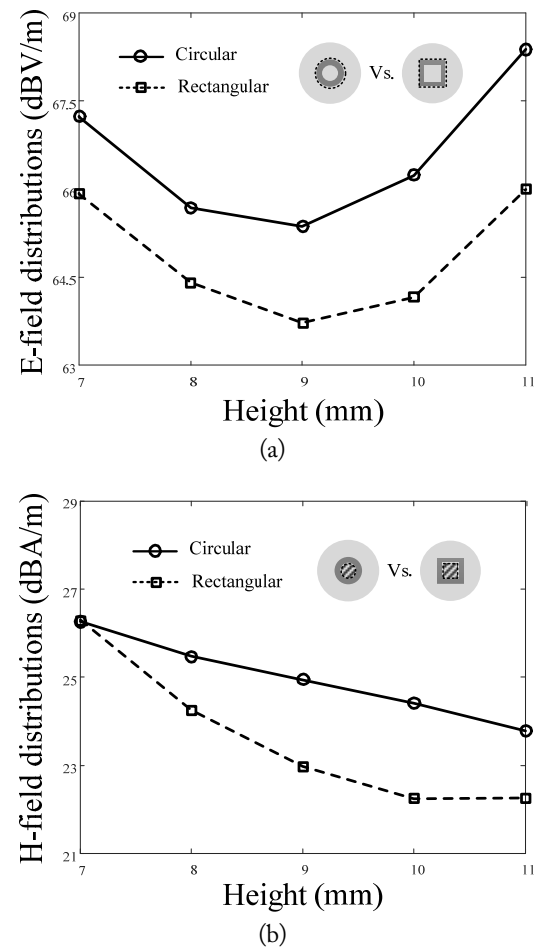 69
Circular
Rectangular
Vs.
67.5
66
64.5
63
7 8 9 10 11
E-field distributions (dBV/m)
Height (mm)
(a)
29
Circular
Rectangular
Vs.
27
25
23
21
7 8 9 10 11
H-field distributions (dBA/m)
Height (mm)
(b)